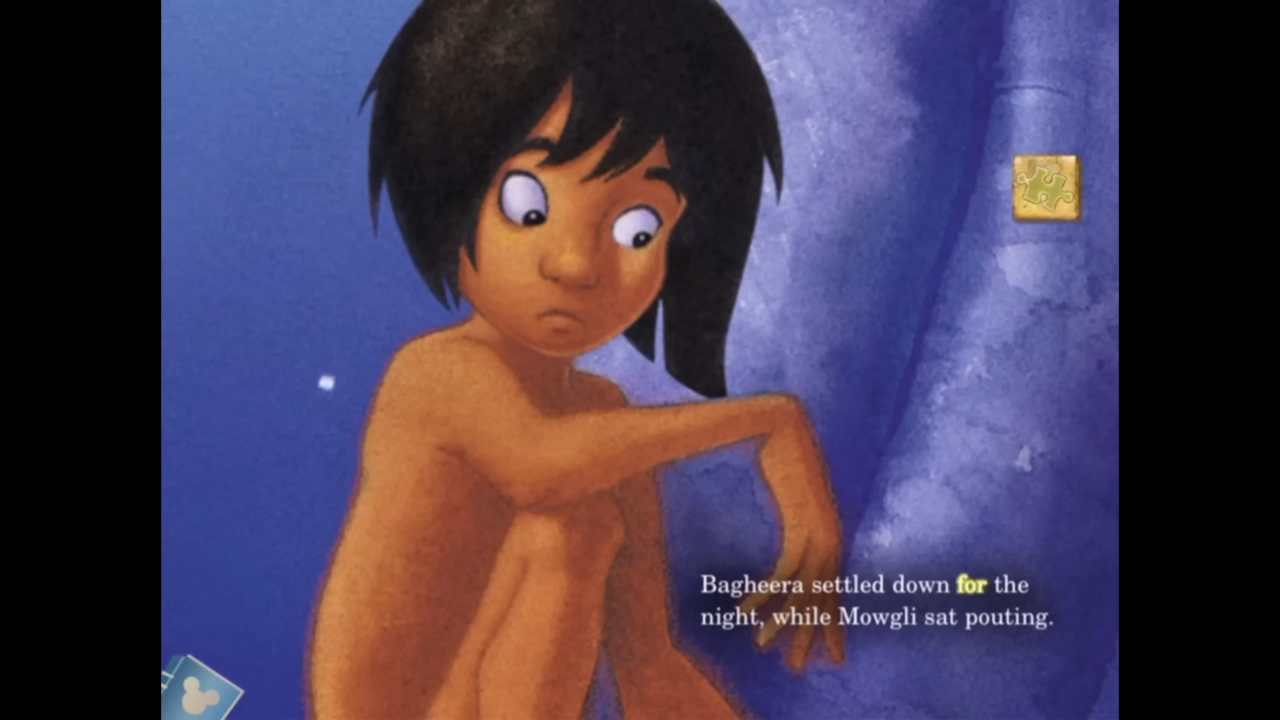 Bagheera settled down for the
night, while Mowgli sat pouting.